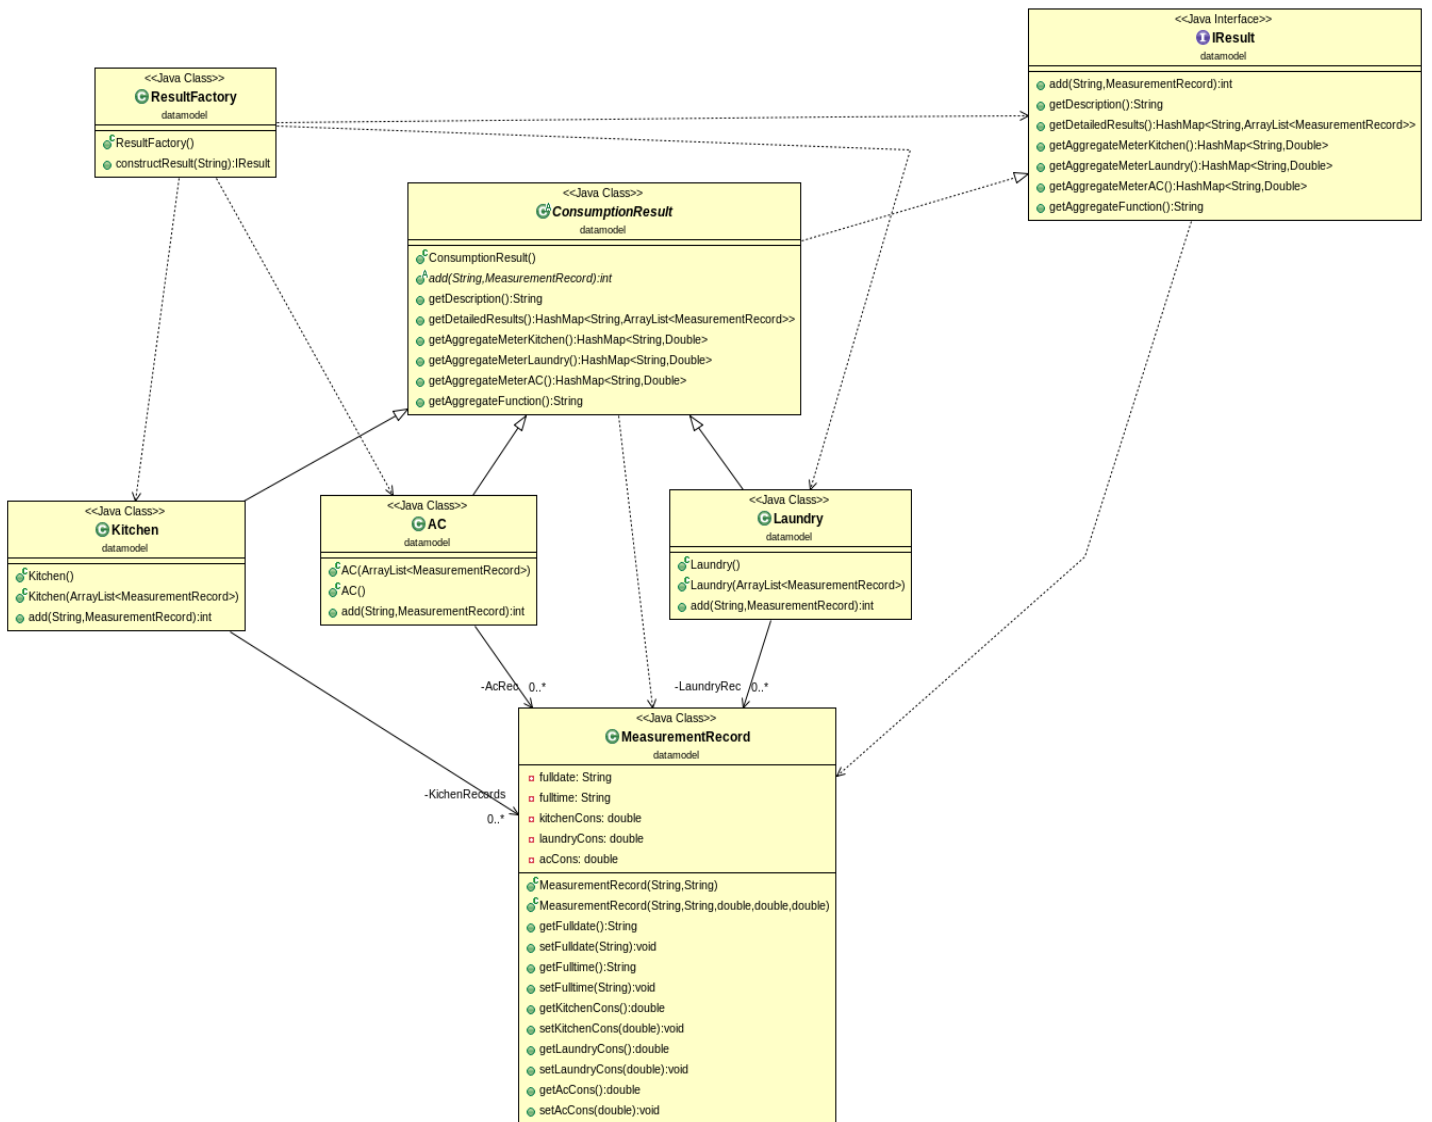 <<Java Interface>>
IResult
datamodel
add(String,MeasurementRecord):int
getDescription():String
getDetailedResults():HashMap<String,ArrayList<MeasurementRecord>>
getAggregateMeterKitchen():HashMap<String,Double>
getAggregateMeterLaundry():HashMap<String,Double>
getAggregateMeterAC():HashMap<String,Double>
getAggregateFunction():String
<<Java Class>>
ResultFactory
datamodel
ResultFactory()
constructResult(String):IResult
<<Java Class>>
ConsumptionResult
datamodel
ConsumptionResult()
add(String,MeasurementRecord):int
getDescription():String
getDetailedResults():HashMap<String,ArrayList<MeasurementRecord>>
getAggregateMeterKitchen():HashMap<String,Double>
getAggregateMeterLaundry():HashMap<String,Double>
getAggregateMeterAC():HashMap<String,Double>
getAggregateFunction():String
<<Java Class>>
Kitchen
datamodel
Kitchen()
Kitchen(ArrayList<MeasurementRecord>)
add(String,MeasurementRecord):int
<<Java Class>>
AC
datamodel
AC(ArrayList<MeasurementRecord>)
AC()
add(String,MeasurementRecord):int
<<Java Class>>
Laundry
datamodel
Laundry()
Laundry(ArrayList<MeasurementRecord>)
add(String,MeasurementRecord):int
-AcRec 0..*
-LaundryRec 0..*
-KichenRecords
0..*
<<Java Class>>
MeasurementRecord
datamodel
fulldate: String
fulltime: String
kitchenCons: double
laundryCons: double
acCons: double
MeasurementRecord(String,String)
MeasurementRecord(String,String,double,double,double)
getFulldate():String
setFulldate(String):void
getFulltime():String
setFulltime(String):void
getKitchenCons():double
setKitchenCons(double):void
getLaundryCons():double
setLaundryCons(double):void
getAcCons():double
setAcCons(double):void